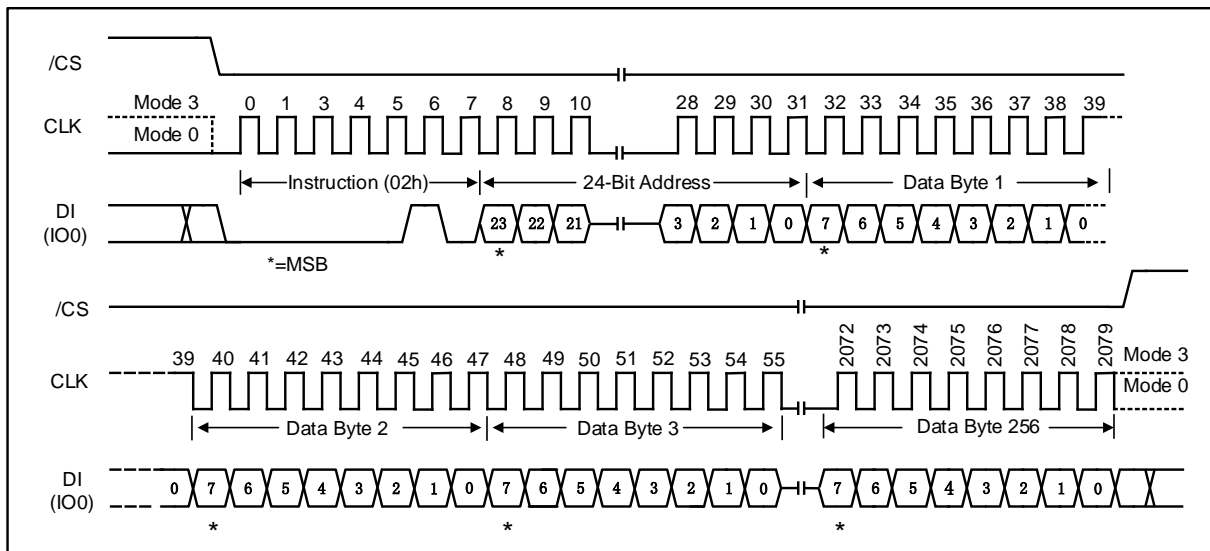 /CS
Mode 3
0 1 3 4 5 6 7 8 9 10 28 29 30 31 32 33 34 35 36 37 38 39
CLK
Mode 0
Instruction (02h) 24-Bit Address Data Byte 1
DI
(IO0)
23 22 21 3 2 1 0 7 6 5 4 3 2 1 0
*=MSB * *
/CS
39 40 41 42 43 44 45 46 47 48 49 50 51 52 53 54 55 2072 2073 2074 2075 2076 2077 2078 2079
Mode 3
CLK
Mode 0
Data Byte 2 Data Byte 3 Data Byte 256
DI
(IO0)
0 7 6 5 4 3 2 1 0 7 6 5 4 3 2 1 0 7 6 5 4 3 2 1 0
* * *